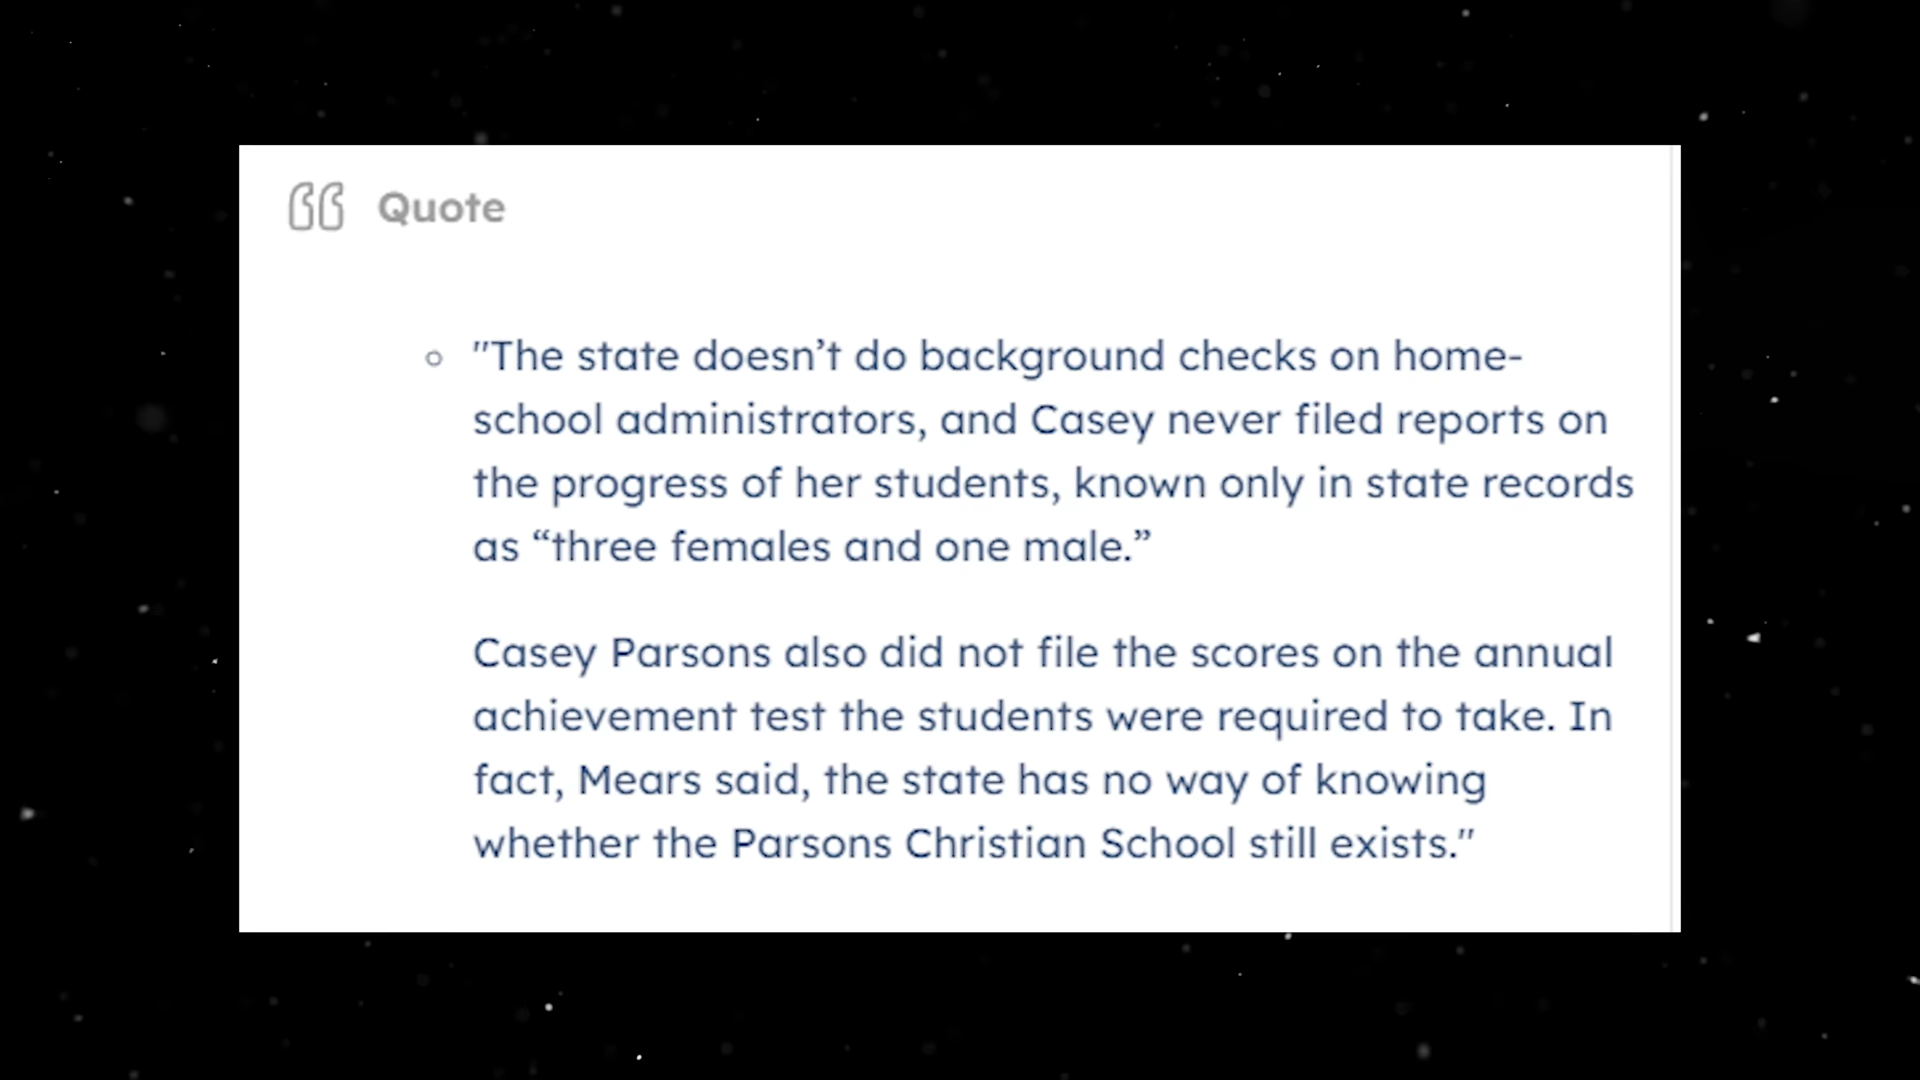 Quote
"The state doesn’t do background checks on home-
school administrators, and Casey never filed reports on
the progress of her students, known only in state records
as “three females and one male.”
Casey Parsons also did not file the scores on the annual
achievement test the students were required to take. In
fact, Mears said, the state has no way of knowing
whether the Parsons Christian School still exists."